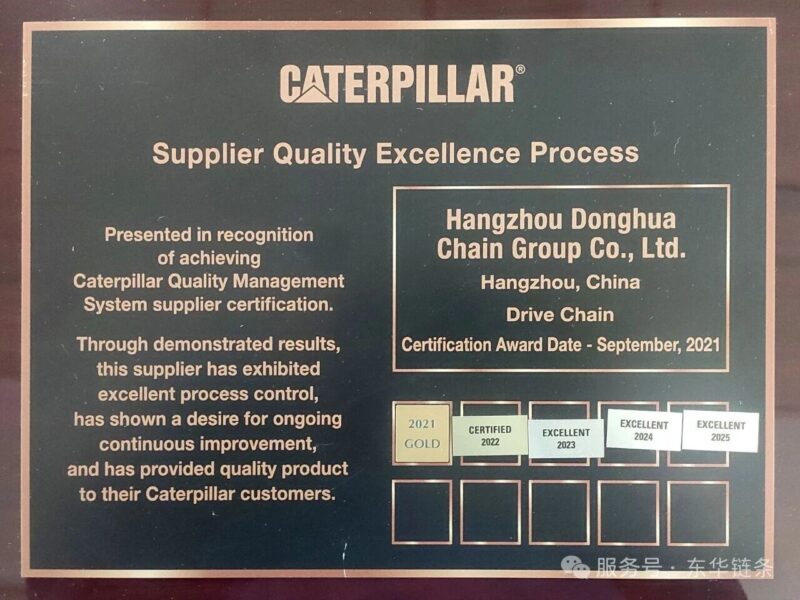 CATERPILLAR®
Supplier Quality Excellence Process
Presented in recognition
of achieving
Caterpillar Quality Management
System supplier certification.
Through demonstrated results,
this supplier has exhibited
excellent process control,
has shown a desire for ongoing
continuous improvement,
and has provided quality product
to their Caterpillar customers.
Hangzhou Donghua
Chain Group Co., Ltd.
Hangzhou, China
Drive Chain
Certification Award Date - September, 2021
2021
GOLD
CERTIFIED
2022
EXCELLENT
2023
EXCELLENT
2024
EXCELLENT
2025
服务号 · 东华链条